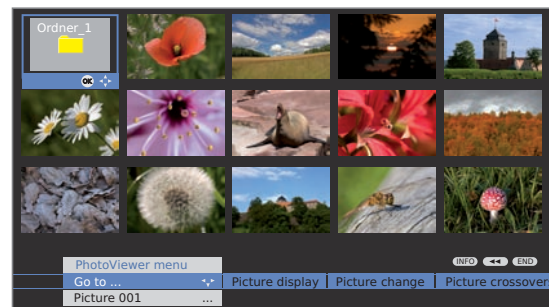 Ordner_1
OK
INFO ◄◄ END
PhotoViewer menu
Go to ... Picture display Picture change Picture crossover
Picture 001 ...